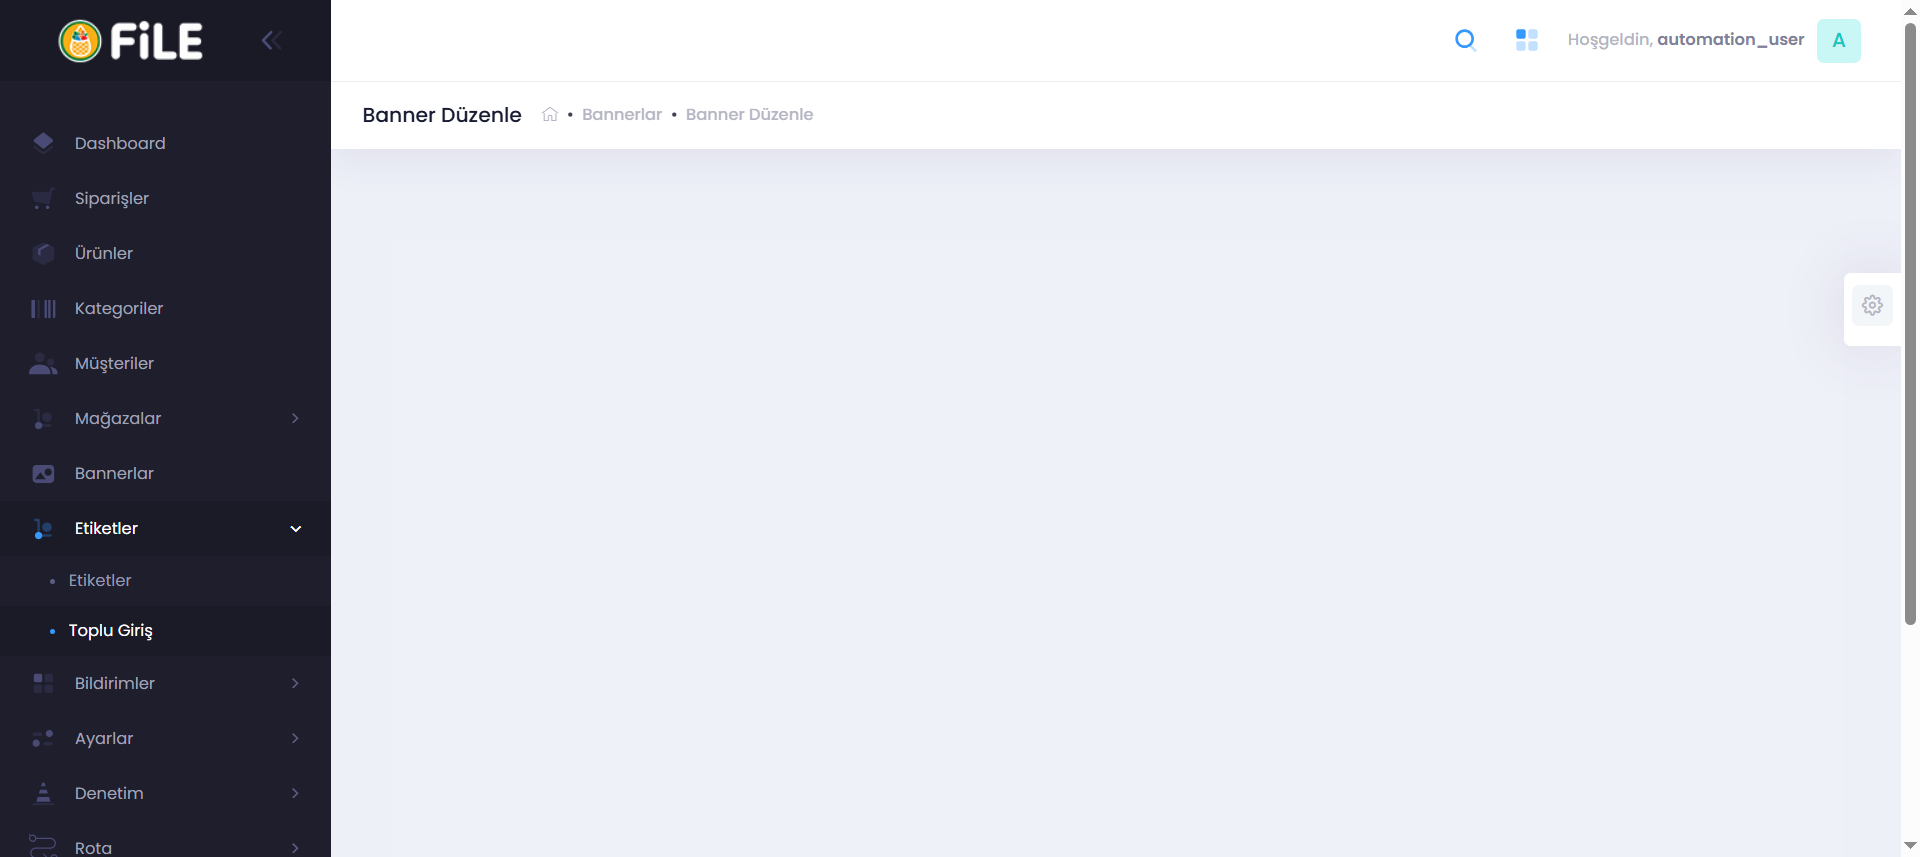 FiLE
Hoşgeldin, automation_user
A
Banner Düzenle
Bannerlar • Banner Düzenle
Dashboard
Siparişler
Ürünler
Kategoriler
Müşteriler
Mağazalar
Bannerlar
Etiketler
Etiketler
Toplu Giriş
Bildirimler
Ayarlar
Denetim
Rota